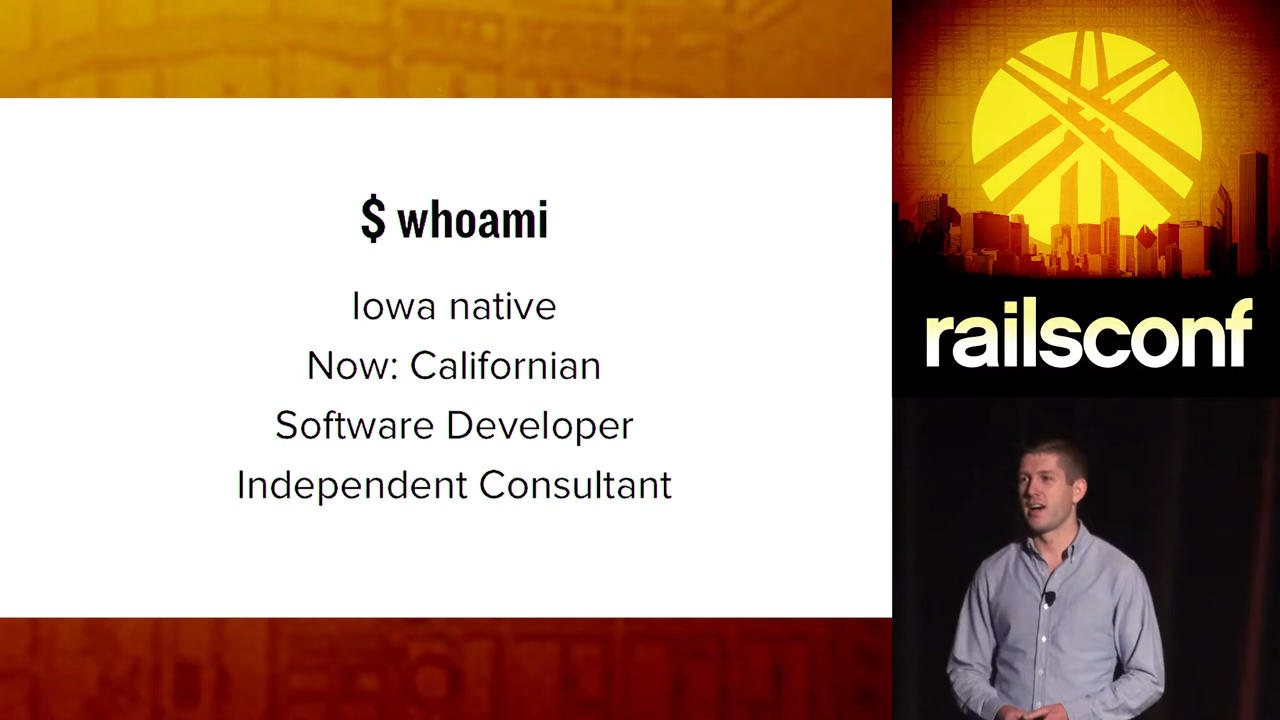 $ whoami
Iowa native
Now: Californian
Software Developer
Independent Consultant
railsconf